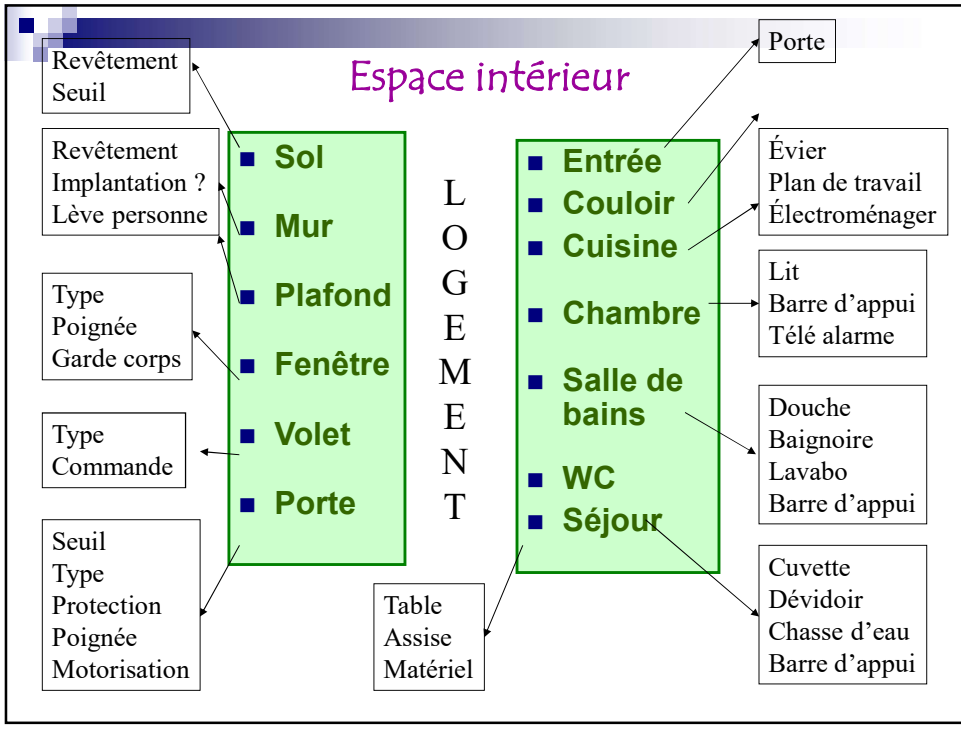 Espace intérieur
Revêtement
Seuil
Revêtement
Implantation ?
Lève personne
Type
Poignée
Garde corps
Type
Commande
Seuil
Type
Protection
Poignée
Motorisation
Sol
Mur
Plafond
Fenêtre
Volet
Porte
L
O
G
E
M
E
N
T
Entrée
Couloir
Cuisine
Chambre
Salle de
bains
WC
Séjour
Table
Assise
Matériel
Porte
Évier
Plan de travail
Électroménager
Lit
Barre d'appui
Télé alarme
Douche
Baignoire
Lavabo
Barre d'appui
Cuvette
Dévidoir
Chasse d'eau
Barre d'appui